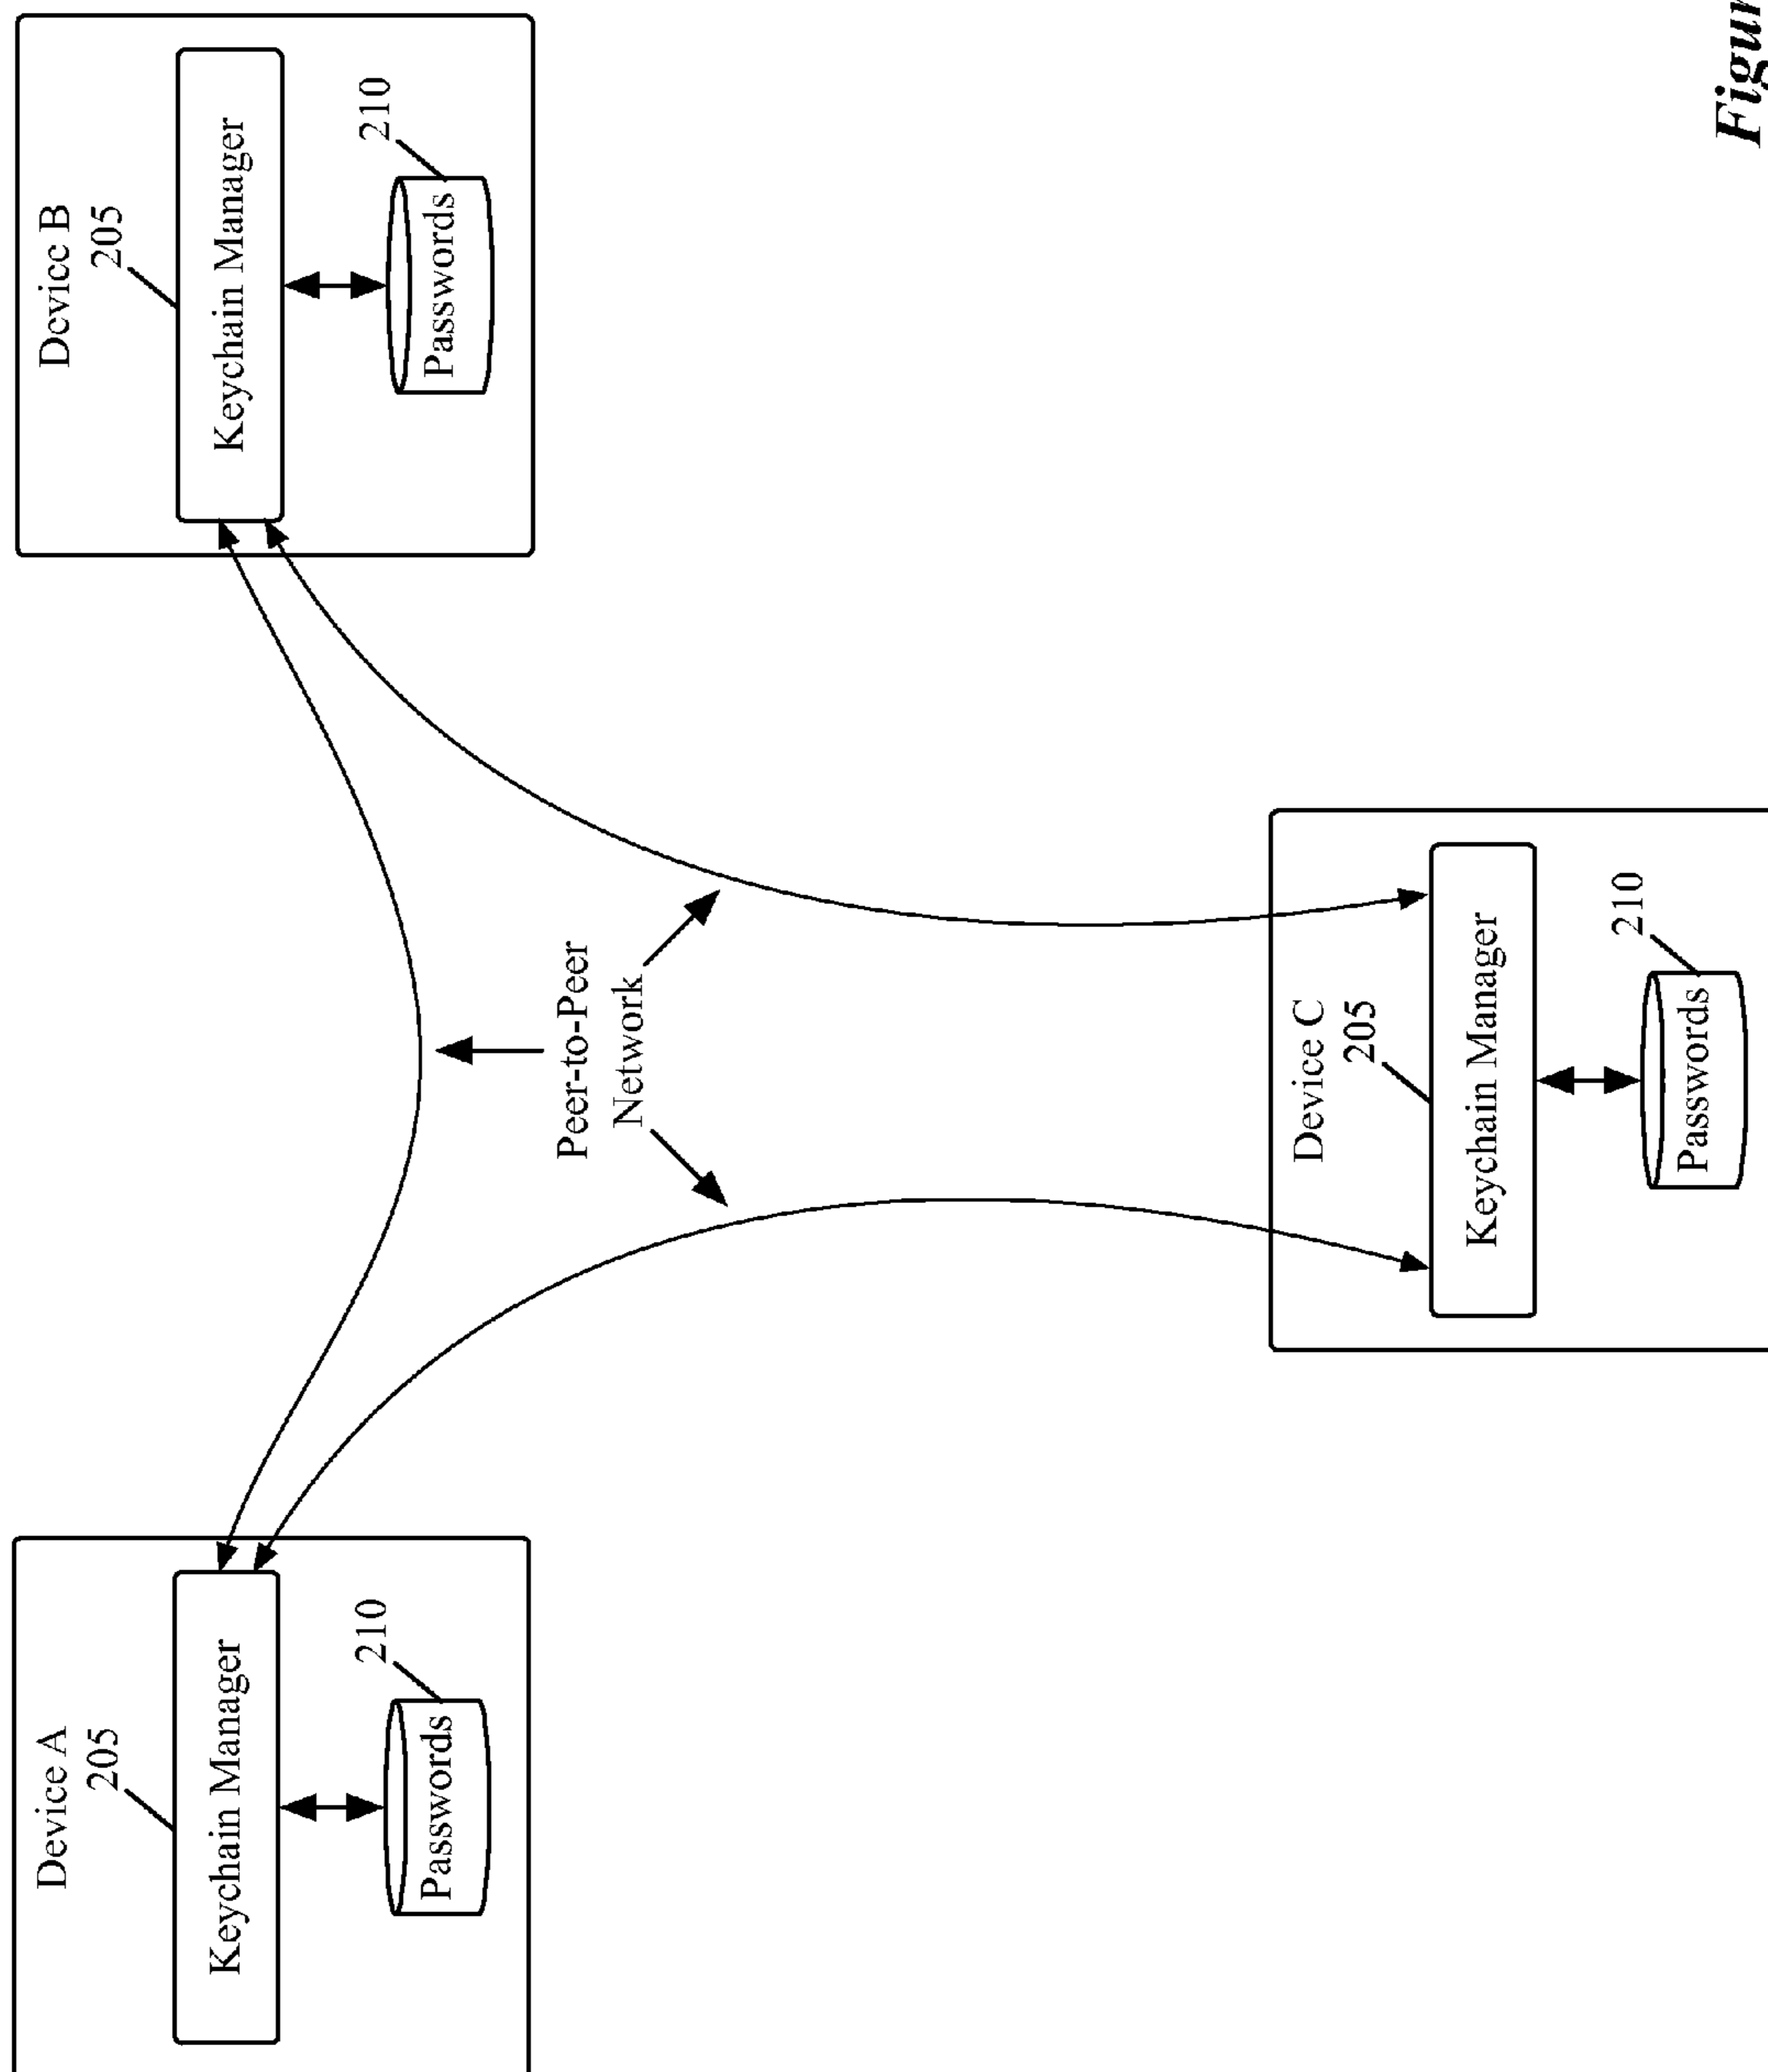 Device A
205
Keychain Manager
210
Passwords
Device B
205
Keychain Manager
210
Passwords
Peer-to-Peer
Network
Device C
205
Keychain Manager
210
Passwords